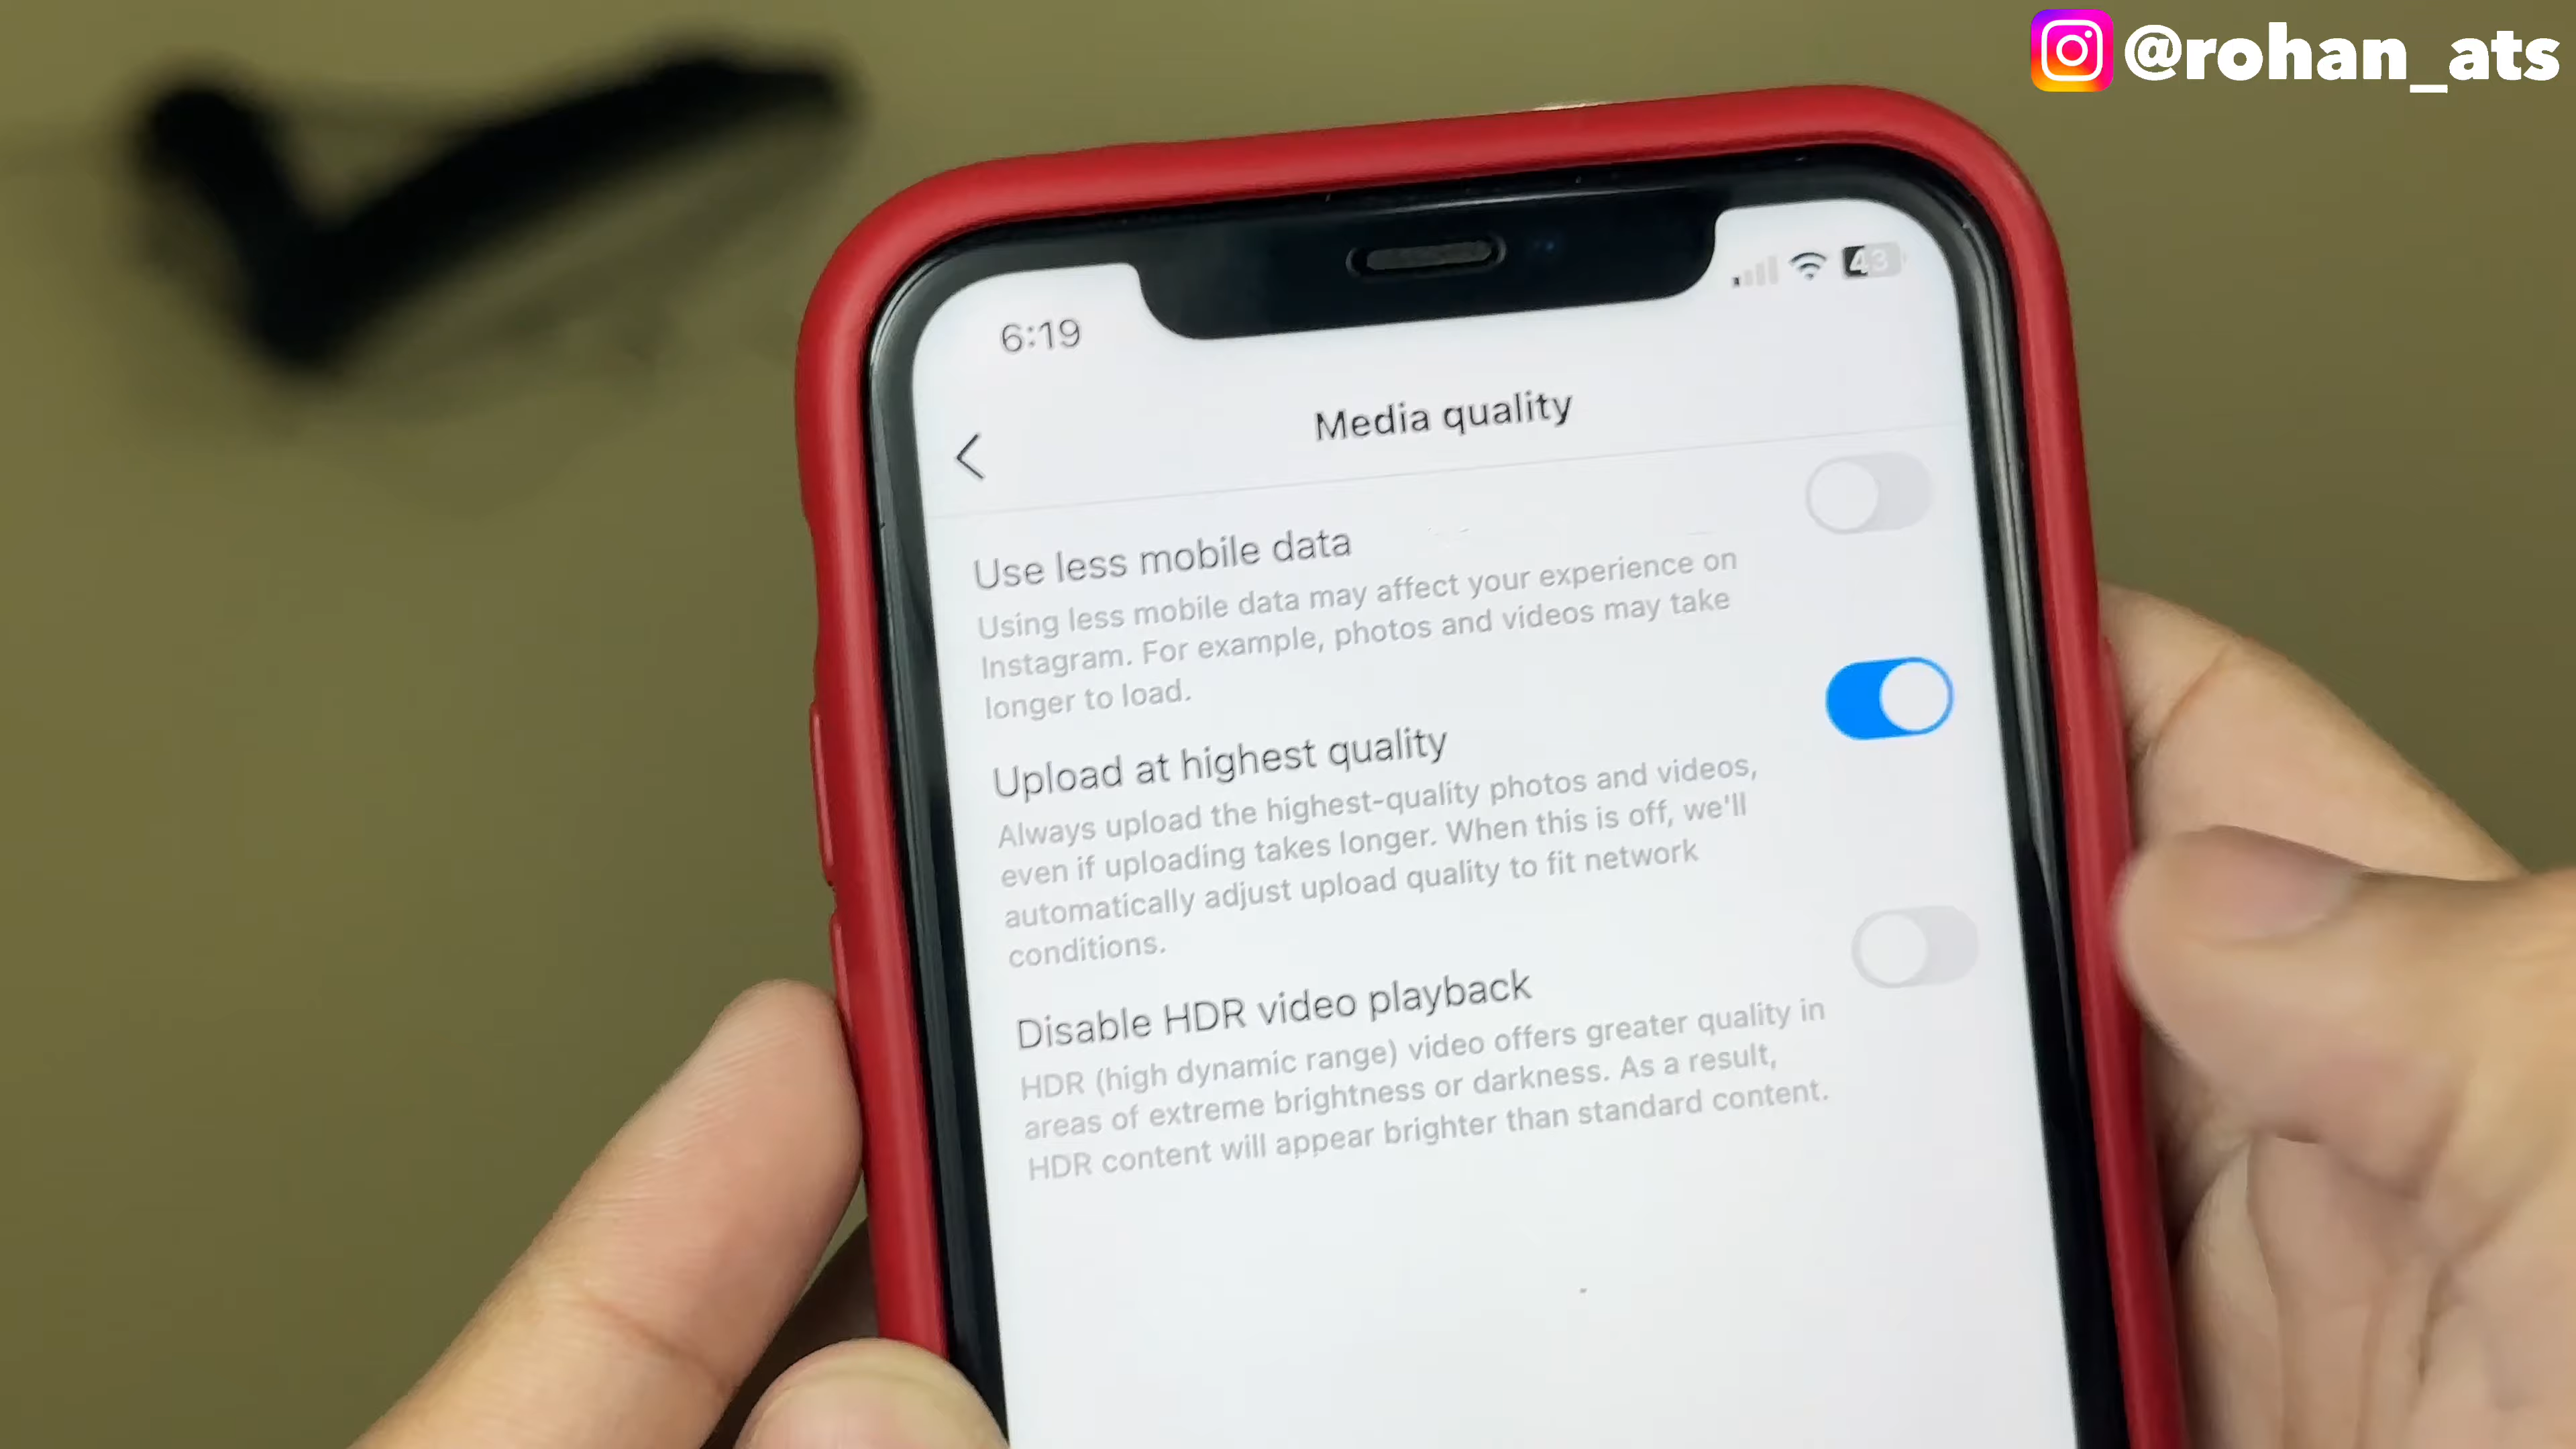 @rohan_ats
6:19
43
Media quality
Use less mobile data
Using less mobile data may affect your experience on
Instagram. For example, photos and videos may take
longer to load.
Upload at highest quality
Always upload the highest-quality photos and videos,
even if uploading takes longer. When this is off, we'll
automatically adjust upload quality to fit network
conditions.
Disable HDR video playback
HDR (high dynamic range) video offers greater quality in
areas of extreme brightness or darkness. As a result,
HDR content will appear brighter than standard content.